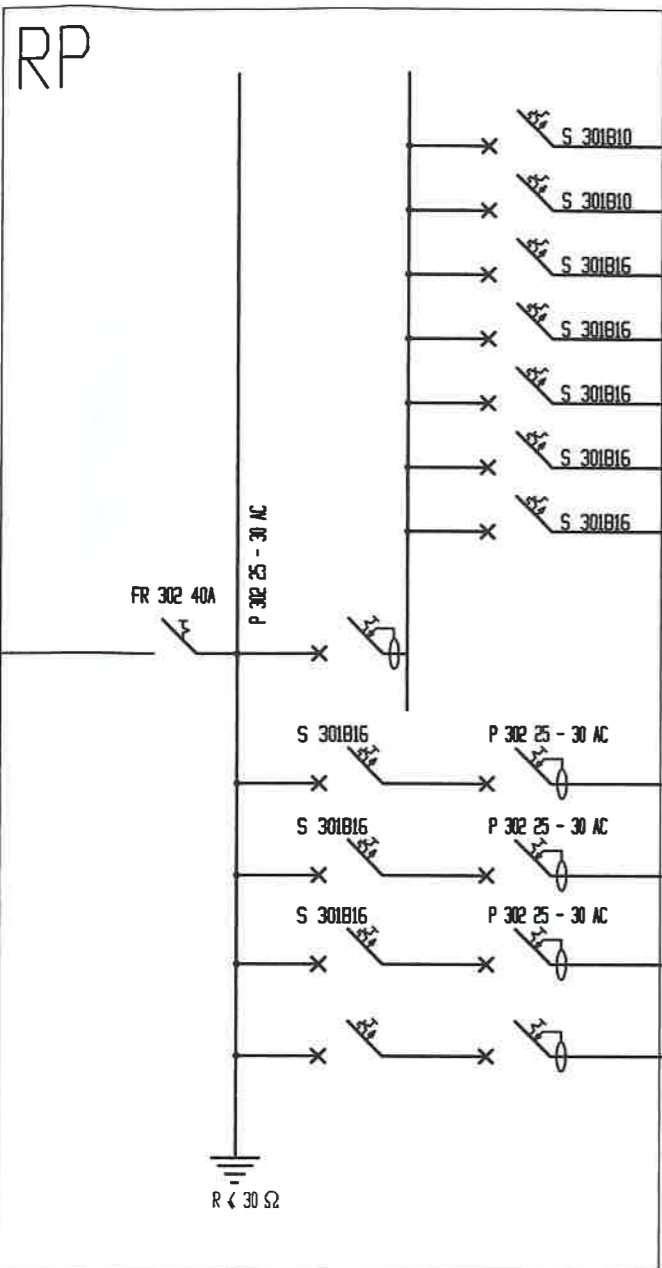 RP
S 301B10
S 301B10
S 301B16
S 301B16
S 301B16
S 301B16
S 301B16
P 302 25 - 30 AC
FR 302 40A
S 301B16 P 302 25 - 30 AC
S 301B16 P 302 25 - 30 AC
S 301B16 P 302 25 - 30 AC
R < 30 Ω